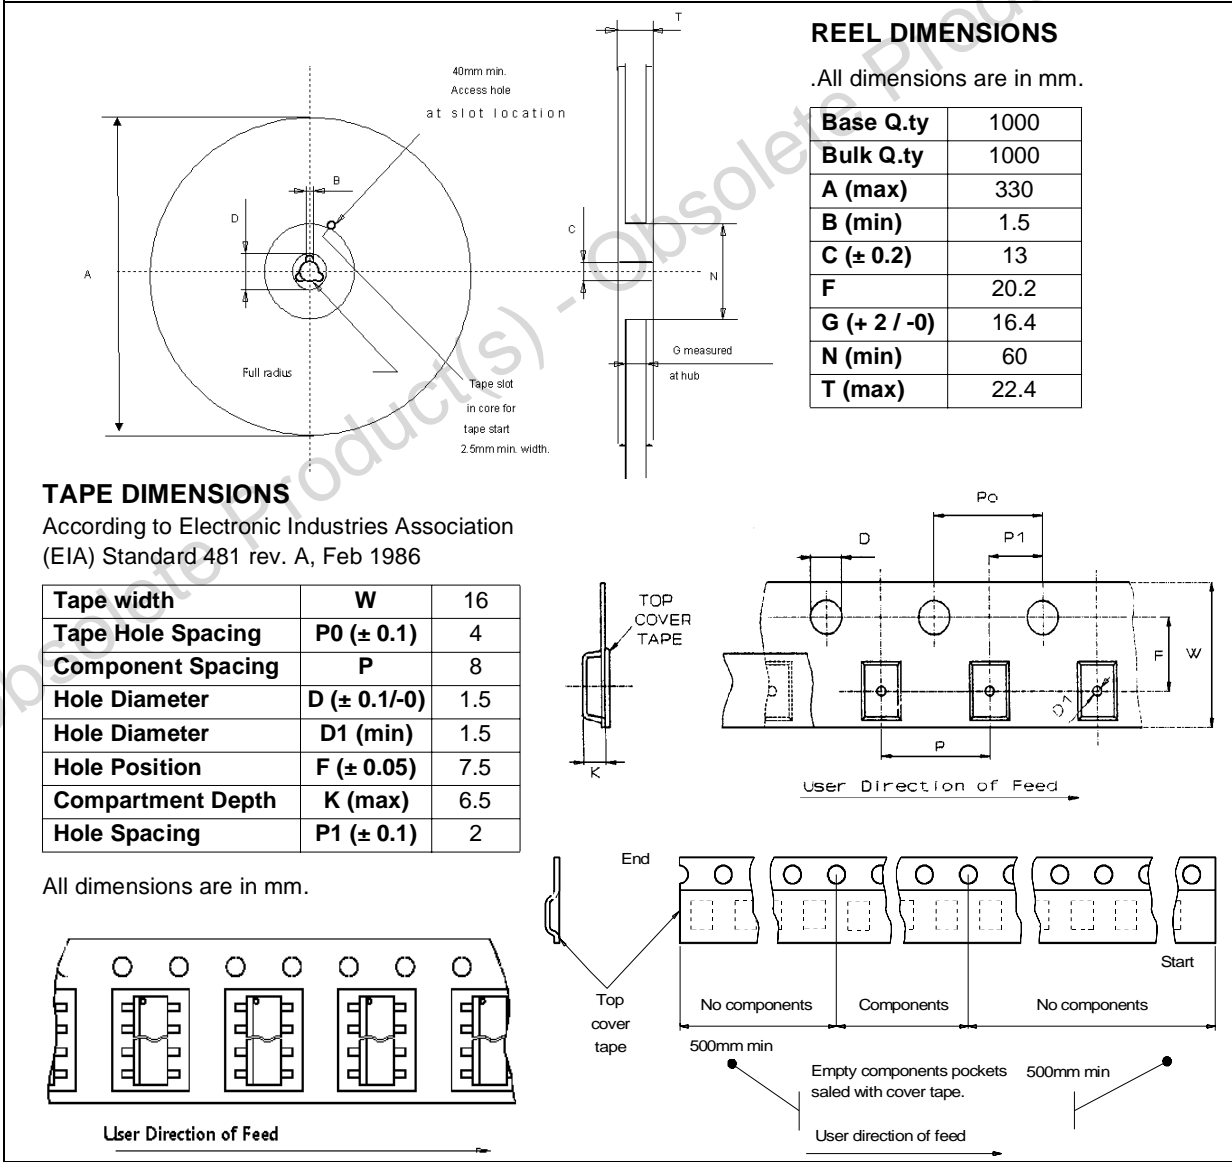 T
40mm min.
Access hole
at slot location
B
D
C
A
N
G measured
at hub
Full radius
Tape slot
in core for
tape start
2.5mm min. width.
REEL DIMENSIONS
.All dimensions are in mm.
Base Q.ty 1000
Bulk Q.ty 1000
A (max) 330
B (min) 1.5
C (± 0.2) 13
F 20.2
G (+ 2 / -0) 16.4
N (min) 60
T (max) 22.4
TAPE DIMENSIONS
According to Electronic Industries Association
(EIA) Standard 481 rev. A, Feb 1986
Tape width W 16
Tape Hole Spacing P0 (± 0.1) 4
Component Spacing P 8
Hole Diameter D (± 0.1/-0) 1.5
Hole Diameter D1 (min) 1.5
Hole Position F (± 0.05) 7.5
Compartment Depth K (max) 6.5
Hole Spacing P1 (± 0.1) 2
All dimensions are in mm.
Po
D
P1
TOP
COVER
TAPE
F
W
D1
P
K
User Direction of Feed
End
Start
Top
cover
tape
No components
Components
No components
500mm min
Empty components pockets
saled with cover tape.
500mm min
User direction of feed
User Direction of Feed
Obsolete Product(s) - Obsolete Prod